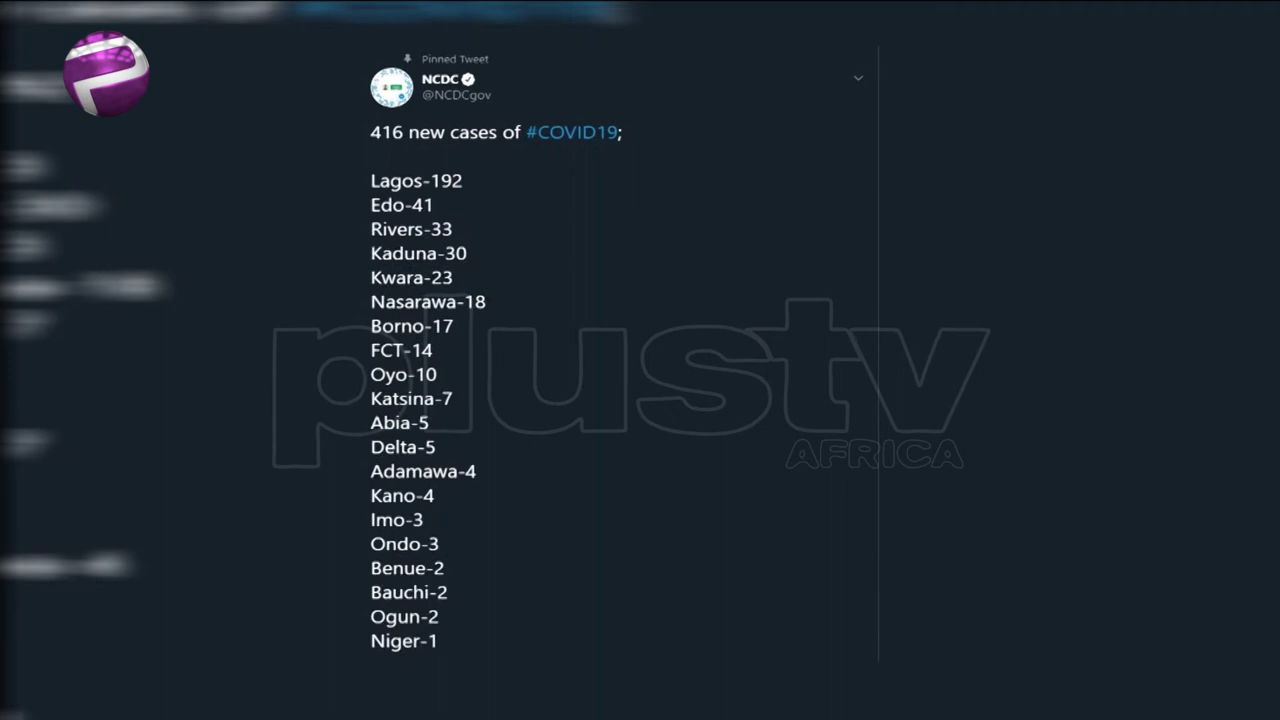 Pinned Tweet
NCDC
@NCDCgov
416 new cases of #COVID19;
Lagos-192
Edo-41
Rivers-33
Kaduna-30
Kwara-23
Nasarawa-18
Borno-17
FCT-14
Oyo-10
Katsina-7
Abia-5
Delta-5
Adamawa-4
Kano-4
Imo-3
Ondo-3
Benue-2
Bauchi-2
Ogun-2
Niger-1
plustv
AFRICA